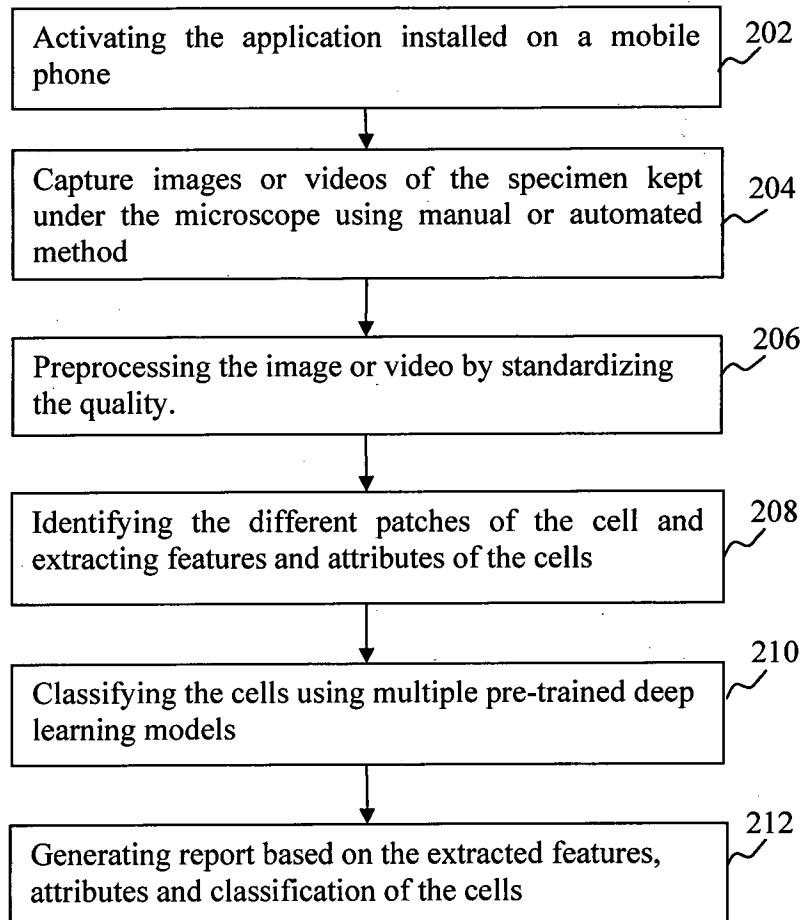 Activating the application installed on a mobile
phone
202
Capture images or videos of the specimen kept
under the microscope using manual or automated
method
204
Preprocessing the image or video by standardizing
the quality.
206
Identifying the different patches of the cell and
extracting features and attributes of the cells
208
Classifying the cells using multiple pre-trained deep
learning models
210
Generating report based on the extracted features,
attributes and classification of the cells
212